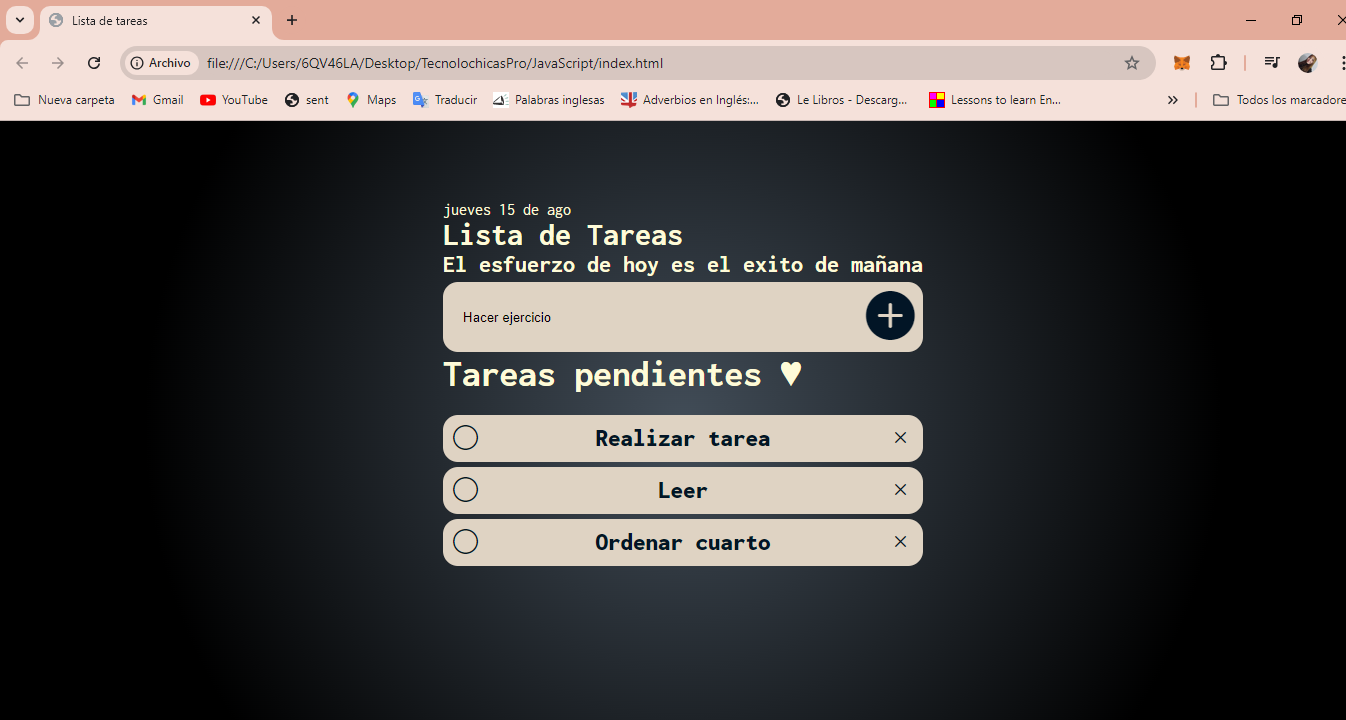 Lista de tareas
Archivo file:///C:/Users/6QV46LA/Desktop/TecnolochicasPro/JavaScript/index.html
Nueva carpeta Gmail YouTube sent Maps Traducir Palabras inglesas Adverbios en Inglés:... Le Libros - Descarg... Lessons to learn En... » Todos los marcadore
jueves 15 de ago
Lista de Tareas
El esfuerzo de hoy es el exito de mañana
Hacer ejercicio
Tareas pendientes ♥
Realizar tarea ×
Leer ×
Ordenar cuarto ×